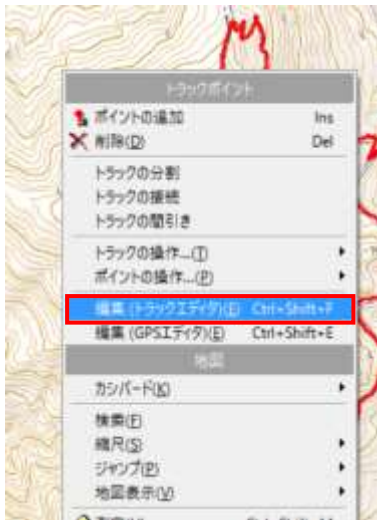 トラックポイント
ポイントの追加 Ins
削除(D) Del
トラックの分割
トラックの接続
トラックの間引き
トラックの操作...(T)
ポイントの操作...(P)
編集 (トラックエディタ)(E) Ctrl+Shift+F
編集 (GPSエディタ)(E) Ctrl+Shift+E
地図
カシバード(K)
検索(F)
縮尺(S)
ジャンプ(P)
地図表示(V)